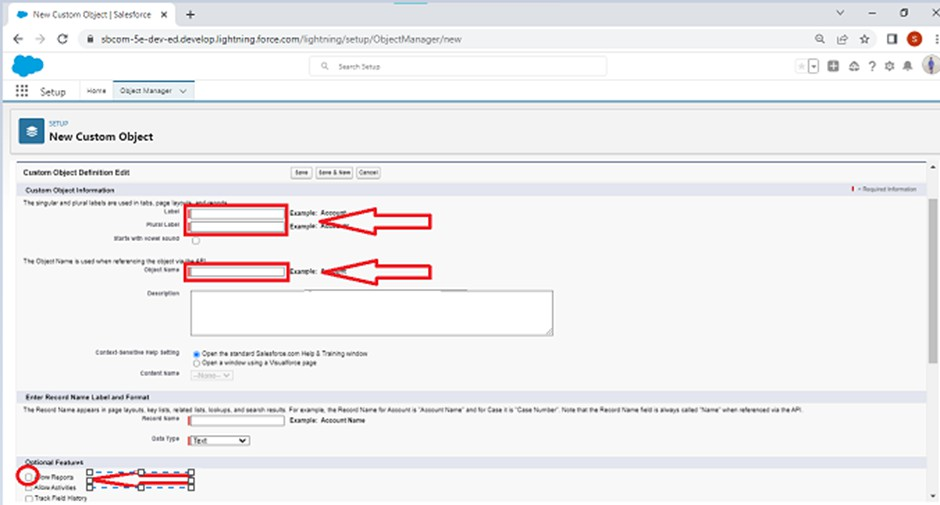 New Custom Object | Salesforce
sbcom-5e-dev-ed.develop.lightning.force.com/lightning/setup/ObjectManager/new
S
Search Setup
Setup Home Object Manager
SETUP
New Custom Object
Custom Object Definition Edit Save Save & New Cancel
Custom Object Information = Required Information
The singular and plural labels are used in tabs, page layouts, and reports.
Label Example: Account
Plural Label Example:
Starts with vowel sound
The Object Name is used when referencing the object via the API.
Object Name Example:
Description
Context-Sensitive Help Setting Open the standard Salesforce.com Help & Training window
Open a window using a Visualforce page
Content Name --None--
Enter Record Name Label and Format
The Record Name appears in page layouts, key lists, related lists, lookups, and search results. For example, the Record Name for Account is "Account Name" and for Case it is "Case Number". Note that the Record Name field is always called "Name" when referenced via the API.
Record Name Example: Account Name
Data Type Text
Optional Features
Allow Reports
Allow Activities
Track Field History